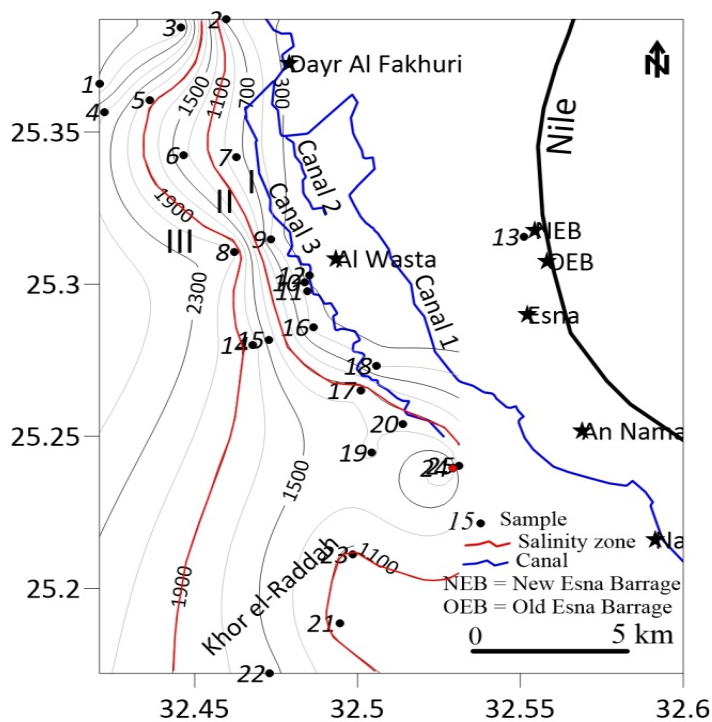 2
3
N
Dayr Al Fakhuri
1
1500
1100
700
300
4
5
25.35
Nile
6
7
Canal 2
I
1900
II
Canal 3
III
9
13
NEB
8
Al Wasta
OEB
12
10
11
25.3
2300
Canal 1
Esna
16
15
14
18
17
20
An Nama
25.25
19
1500
25
24
15 Sample
Salinity zone
Canal
Na
23
1100
NEB = New Esna Barrage
OEB = Old Esna Barrage
25.2
1900
Khor el-Raddah
21
0 5 km
22
32.45 32.5 32.55 32.6